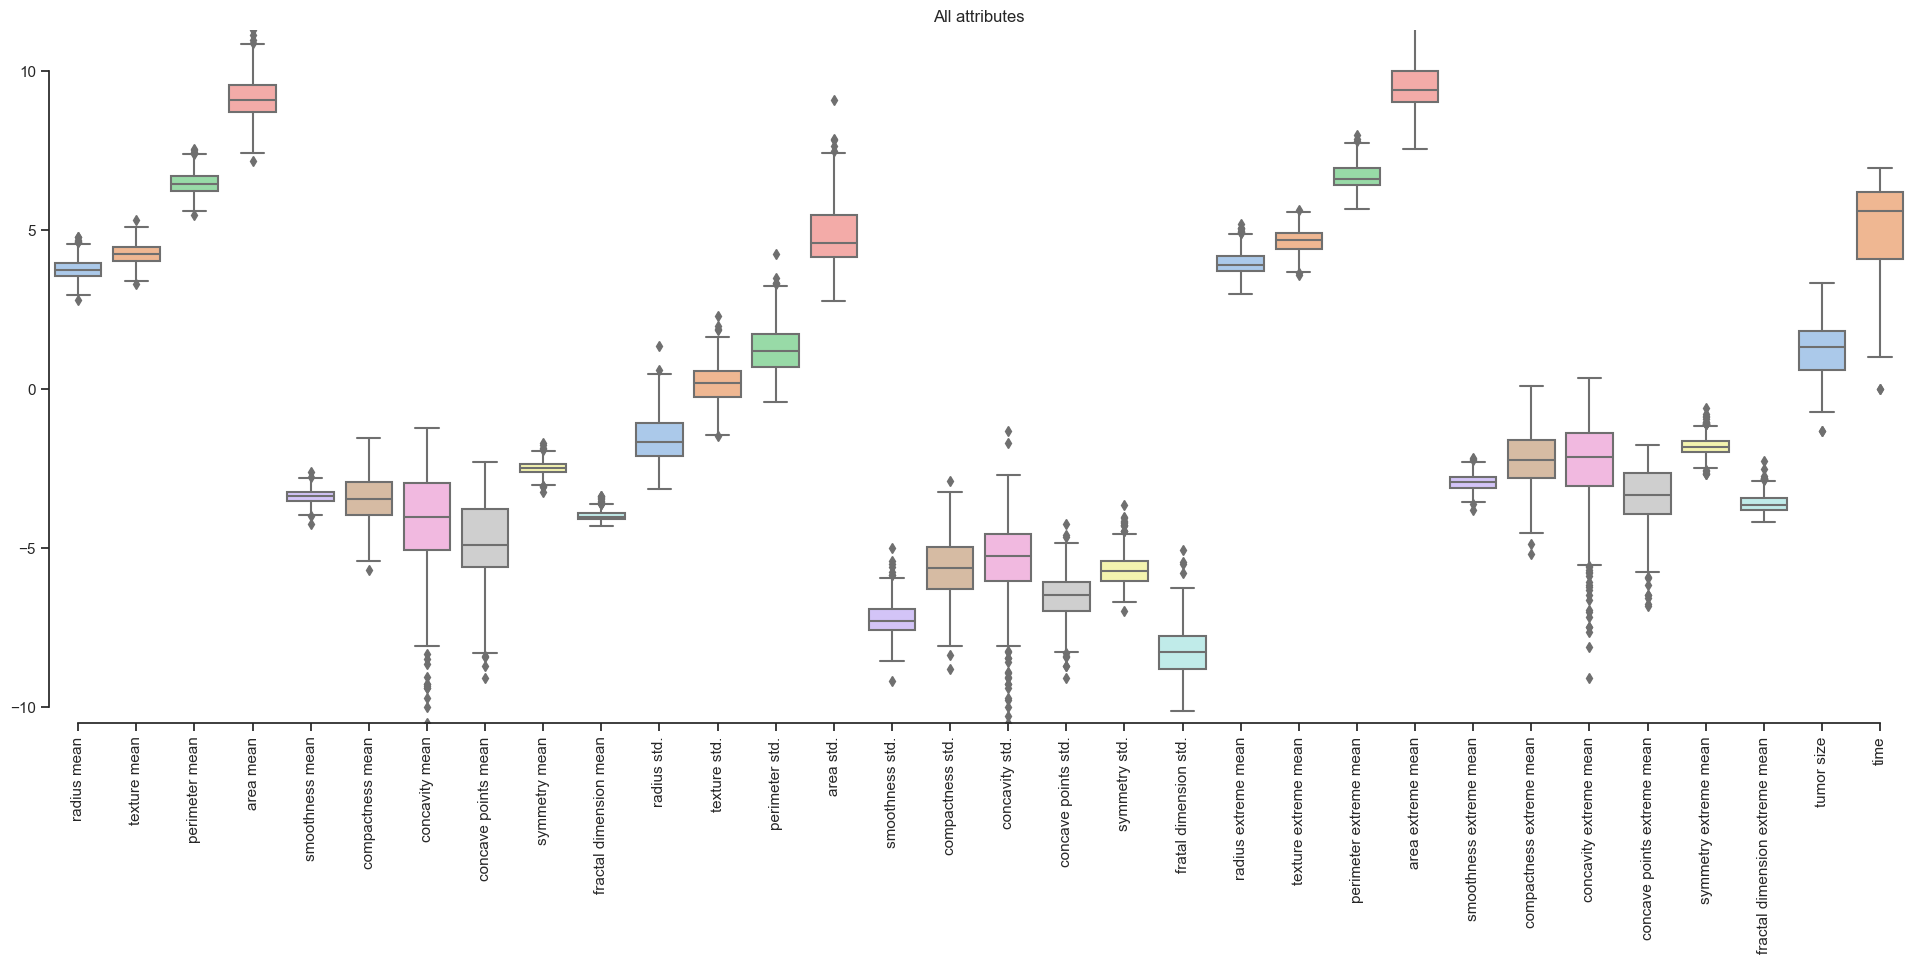 All attributes
10
5
0
−5
−10
radius mean
texture mean
perimeter mean
area mean
smoothness mean
compactness mean
concavity mean
concave points mean
symmetry mean
fractal dimension mean
radius std.
texture std.
perimeter std.
area std.
smoothness std.
compactness std.
concavity std.
concave points std.
symmetry std.
fratal dimension std.
radius extreme mean
texture extreme mean
perimeter extreme mean
area extreme mean
smoothness extreme mean
compactness extreme mean
concavity extreme mean
concave points extreme mean
symmetry extreme mean
fractal dimension extreme mean
tumor size
time